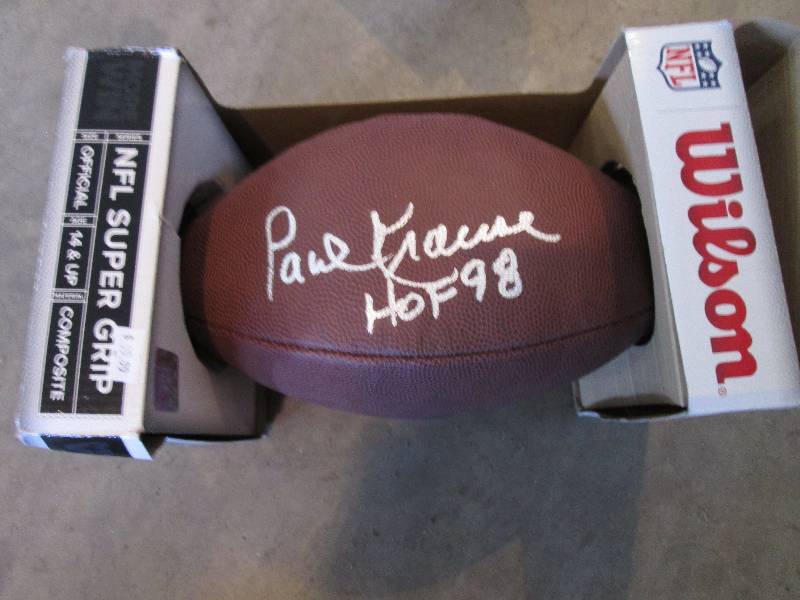 NFL SUPER GRIP
OFFICIAL
14 & UP
COMPOSITE
Paul Krause
HOF 98
NFL
Wilson